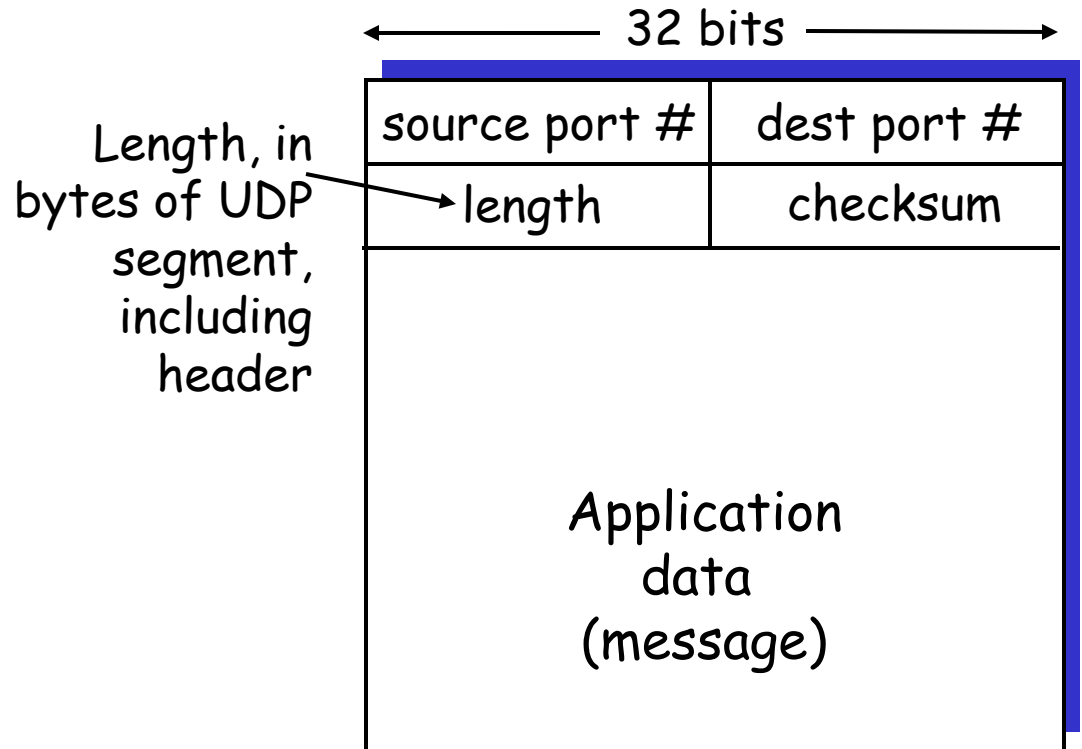 32 bits
source port #
dest port #
Length, in
bytes of UDP
segment,
including
header
length
checksum
Application
data
(message)